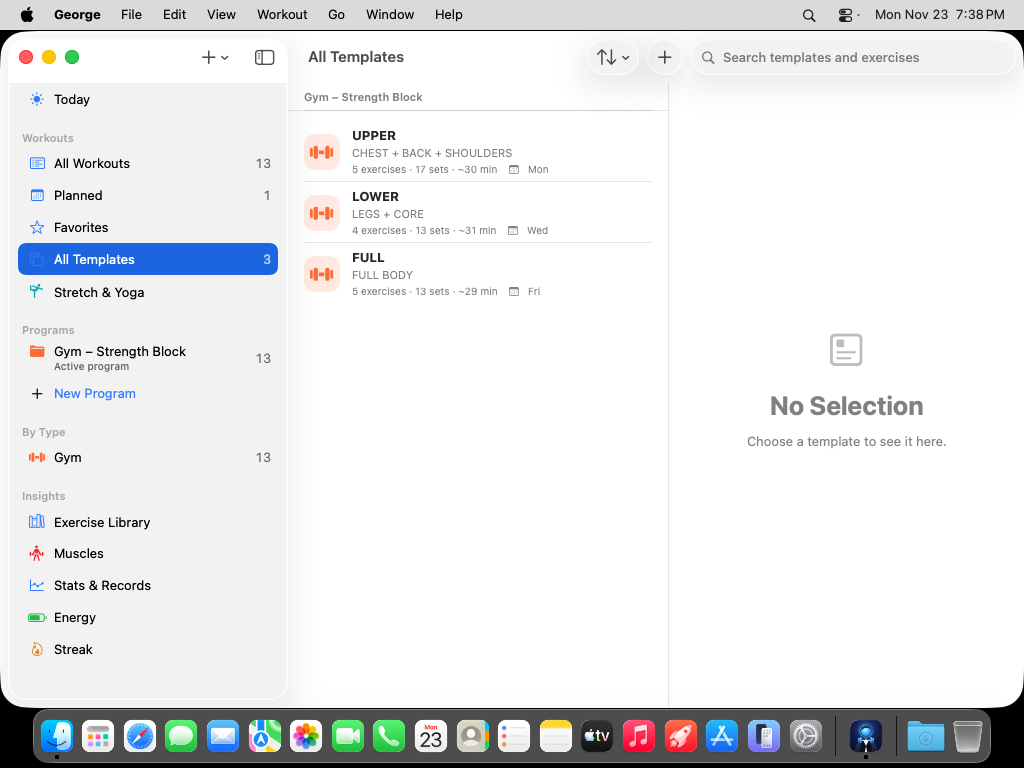 George File Edit View Workout Go Window Help Mon Nov 23 7:38 PM
All Templates
Search templates and exercises
Today
Workouts
All Workouts 13
Planned 1
Favorites
All Templates 3
Stretch & Yoga
Programs
Gym – Strength Block 13
Active program
New Program
By Type
Gym 13
Insights
Exercise Library
Muscles
Stats & Records
Energy
Streak
Gym – Strength Block
UPPER
CHEST + BACK + SHOULDERS
5 exercises · 17 sets · ~30 min Mon
LOWER
LEGS + CORE
4 exercises · 13 sets · ~31 min Wed
FULL
FULL BODY
5 exercises · 13 sets · ~29 min Fri
No Selection
Choose a template to see it here.
Mon
23
tv